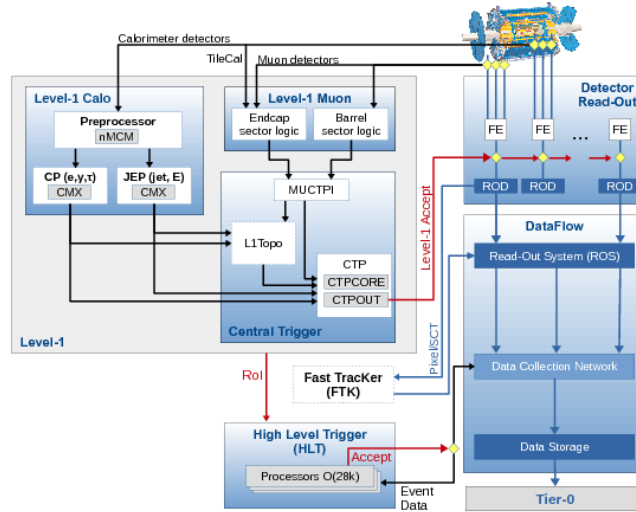 Calorimeter detectors
TileCal
Muon detectors
Level-1 Calo
Preprocessor
nMCM
CP (e,γ,τ)
CMX
JEP (jet, E)
CMX
Level-1 Muon
Endcap
sector logic
Barrel
sector logic
MUCTPI
L1Topo
CTP
CTPCORE
CTPOUT
Central Trigger
Level-1
Level-1 Accept
Detector
Read-Out
FE
FE
...
FE
ROD
ROD
ROD
DataFlow
Read-Out System (ROS)
Data Collection Network
Data Storage
Tier-0
Pixel/SCT
RoI
Fast TracKer
(FTK)
High Level Trigger
(HLT)
Accept
Processors O(28k)
Event
Data